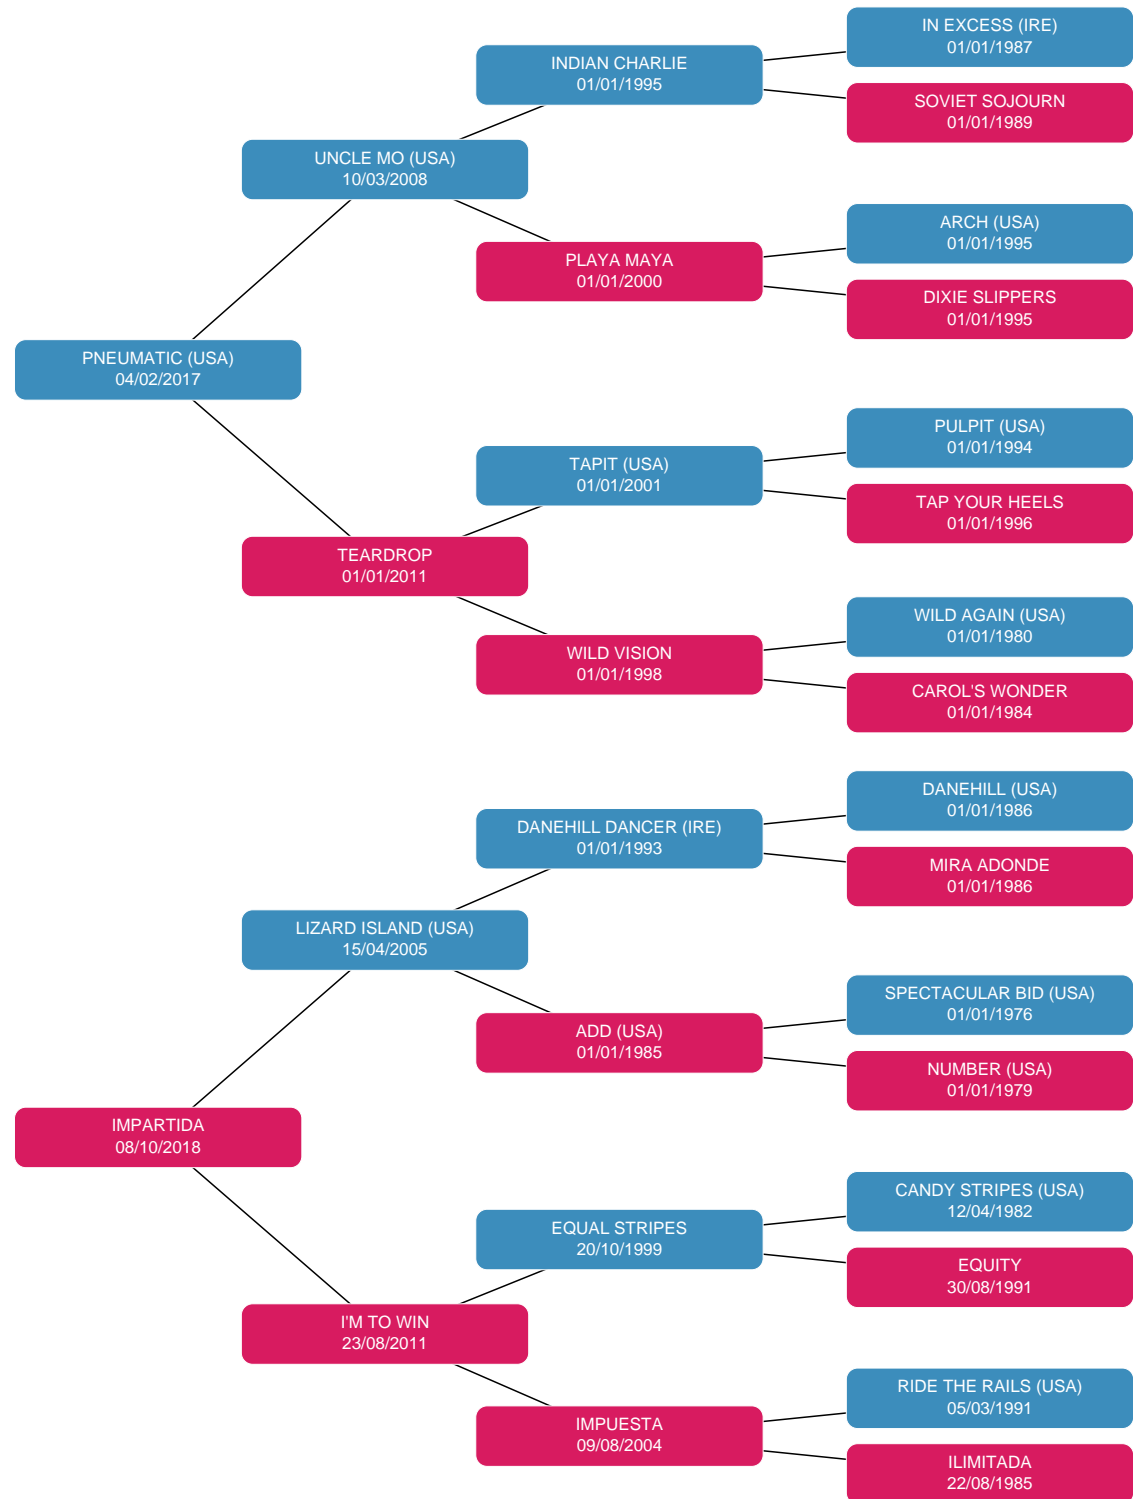 IN EXCESS (IRE)
01/01/1987
INDIAN CHARLIE
01/01/1995
SOVIET SOJOURN
01/01/1989
UNCLE MO (USA)
10/03/2008
ARCH (USA)
01/01/1995
PLAYA MAYA
01/01/2000
DIXIE SLIPPERS
01/01/1995
PNEUMATIC (USA)
04/02/2017
PULPIT (USA)
01/01/1994
TAPIT (USA)
01/01/2001
TAP YOUR HEELS
01/01/1996
TEARDROP
01/01/2011
WILD AGAIN (USA)
01/01/1980
WILD VISION
01/01/1998
CAROL'S WONDER
01/01/1984
DANEHILL (USA)
01/01/1986
DANEHILL DANCER (IRE)
01/01/1993
MIRA ADONDE
01/01/1986
LIZARD ISLAND (USA)
15/04/2005
SPECTACULAR BID (USA)
01/01/1976
ADD (USA)
01/01/1985
NUMBER (USA)
01/01/1979
IMPARTIDA
08/10/2018
CANDY STRIPES (USA)
12/04/1982
EQUAL STRIPES
20/10/1999
EQUITY
30/08/1991
I'M TO WIN
23/08/2011
RIDE THE RAILS (USA)
05/03/1991
IMPUESTA
09/08/2004
ILIMITADA
22/08/1985